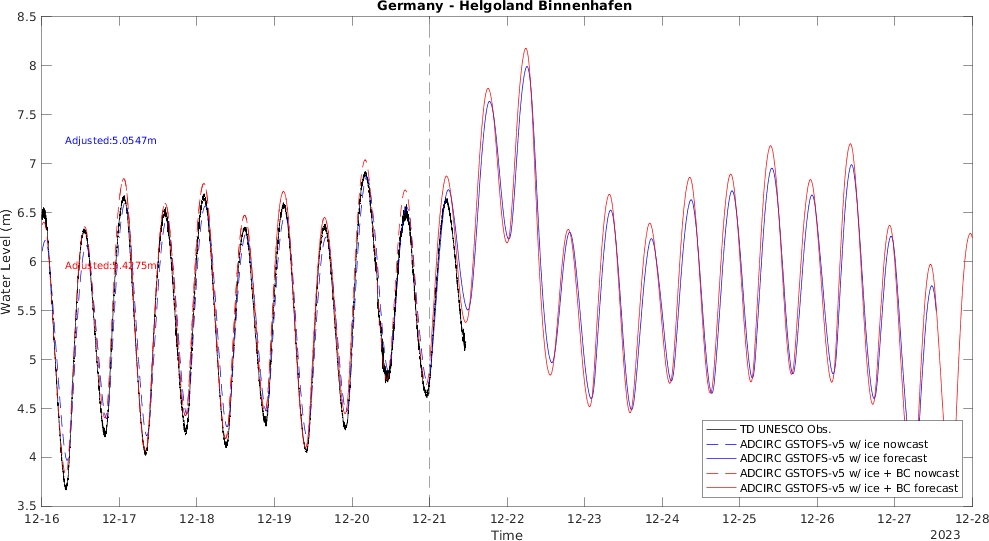 Germany - Helgoland Binnenhafen
8.5
8
7.5
7
6.5
6
5.5
5
4.5
4
3.5
Water Level (m)
Adjusted:5.0547m
Adjusted:5.4275m
TD UNESCO Obs.
ADCIRC GSTOFS-v5 w/ ice nowcast
ADCIRC GSTOFS-v5 w/ ice forecast
ADCIRC GSTOFS-v5 w/ ice + BC nowcast
ADCIRC GSTOFS-v5 w/ ice + BC forecast
12-16 12-17 12-18 12-19 12-20 12-21 12-22 12-23 12-24 12-25 12-26 12-27 12-28
Time
2023